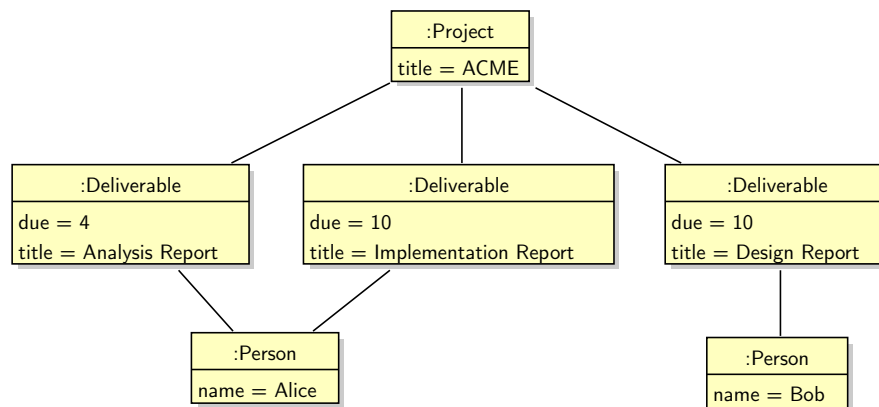 :Project
title = ACME
:Deliverable
due = 4
title = Analysis Report
:Deliverable
due = 10
title = Implementation Report
:Deliverable
due = 10
title = Design Report
:Person
name = Alice
:Person
name = Bob